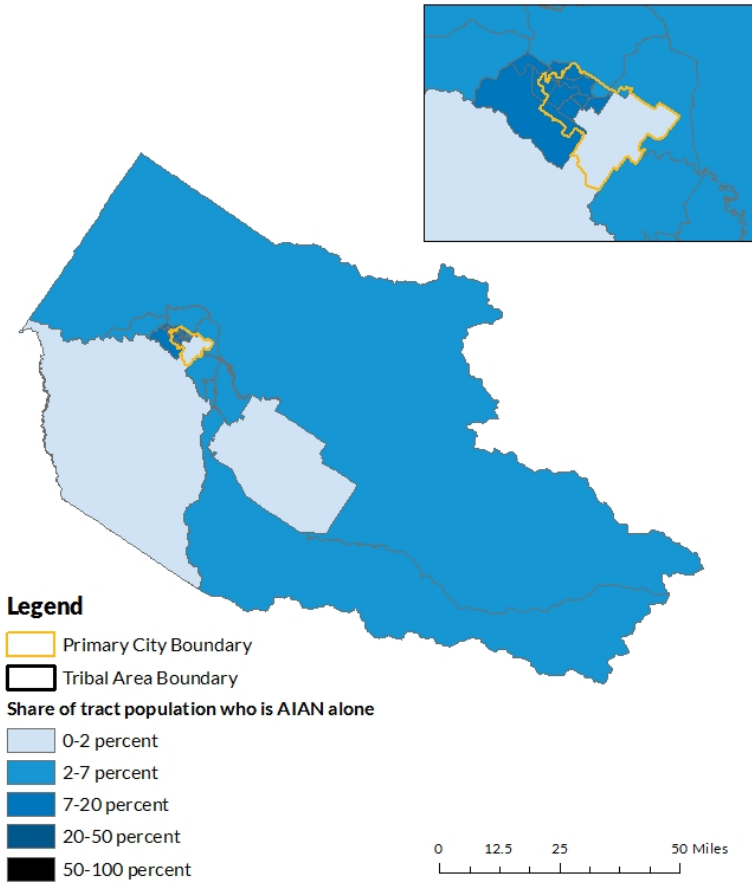 Legend
Primary City Boundary
Tribal Area Boundary
Share of tract population who is AIAN alone
0-2 percent
2-7 percent
7-20 percent
20-50 percent
50-100 percent
0 12.5 25 50 Miles